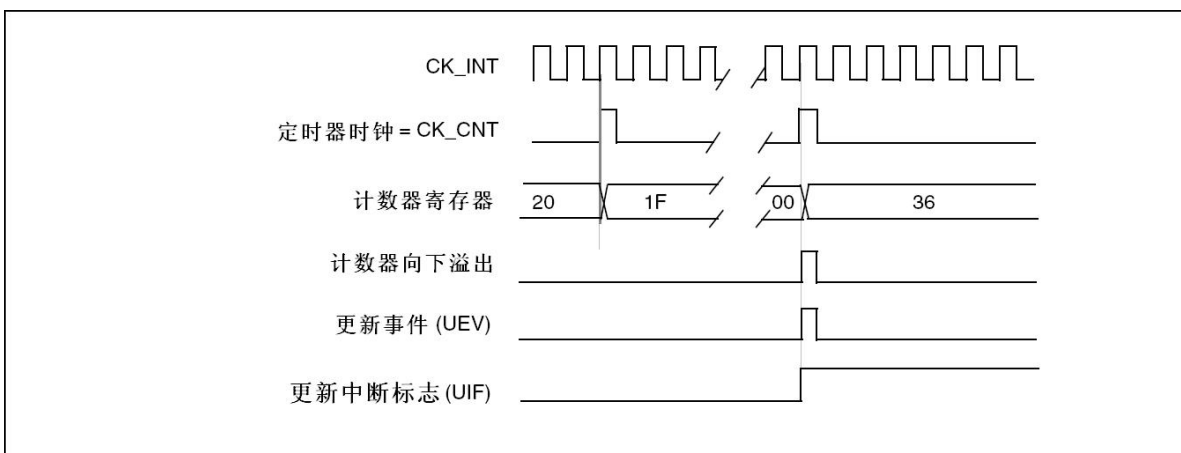 CK_INT
定时器时钟 = CK_CNT
计数器寄存器 20 1F 00 36
计数器向下溢出
更新事件 (UEV)
更新中断标志 (UIF)